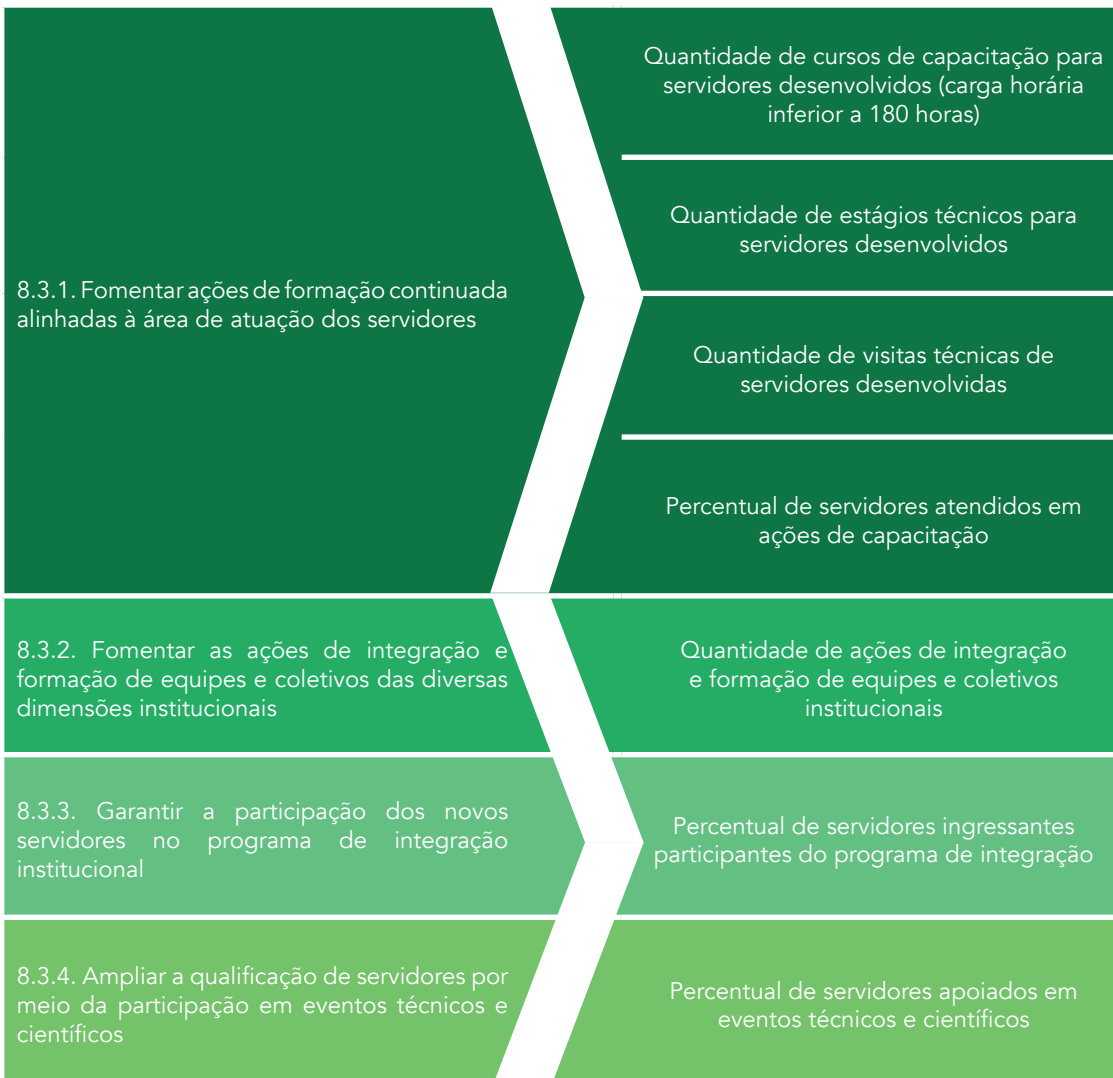 8.3.1. Fomentar ações de formação continuada
alinhadas à área de atuação dos servidores
Quantidade de cursos de capacitação para
servidores desenvolvidos (carga horária
inferior a 180 horas)
Quantidade de estágios técnicos para
servidores desenvolvidos
Quantidade de visitas técnicas de
servidores desenvolvidas
Percentual de servidores atendidos em
ações de capacitação
8.3.2. Fomentar as ações de integração e
formação de equipes e coletivos das diversas
dimensões institucionais
Quantidade de ações de integração
e formação de equipes e coletivos
institucionais
8.3.3. Garantir a participação dos novos
servidores no programa de integração
institucional
Percentual de servidores ingressantes
participantes do programa de integração
8.3.4. Ampliar a qualificação de servidores por
meio da participação em eventos técnicos e
científicos
Percentual de servidores apoiados em
eventos técnicos e científicos